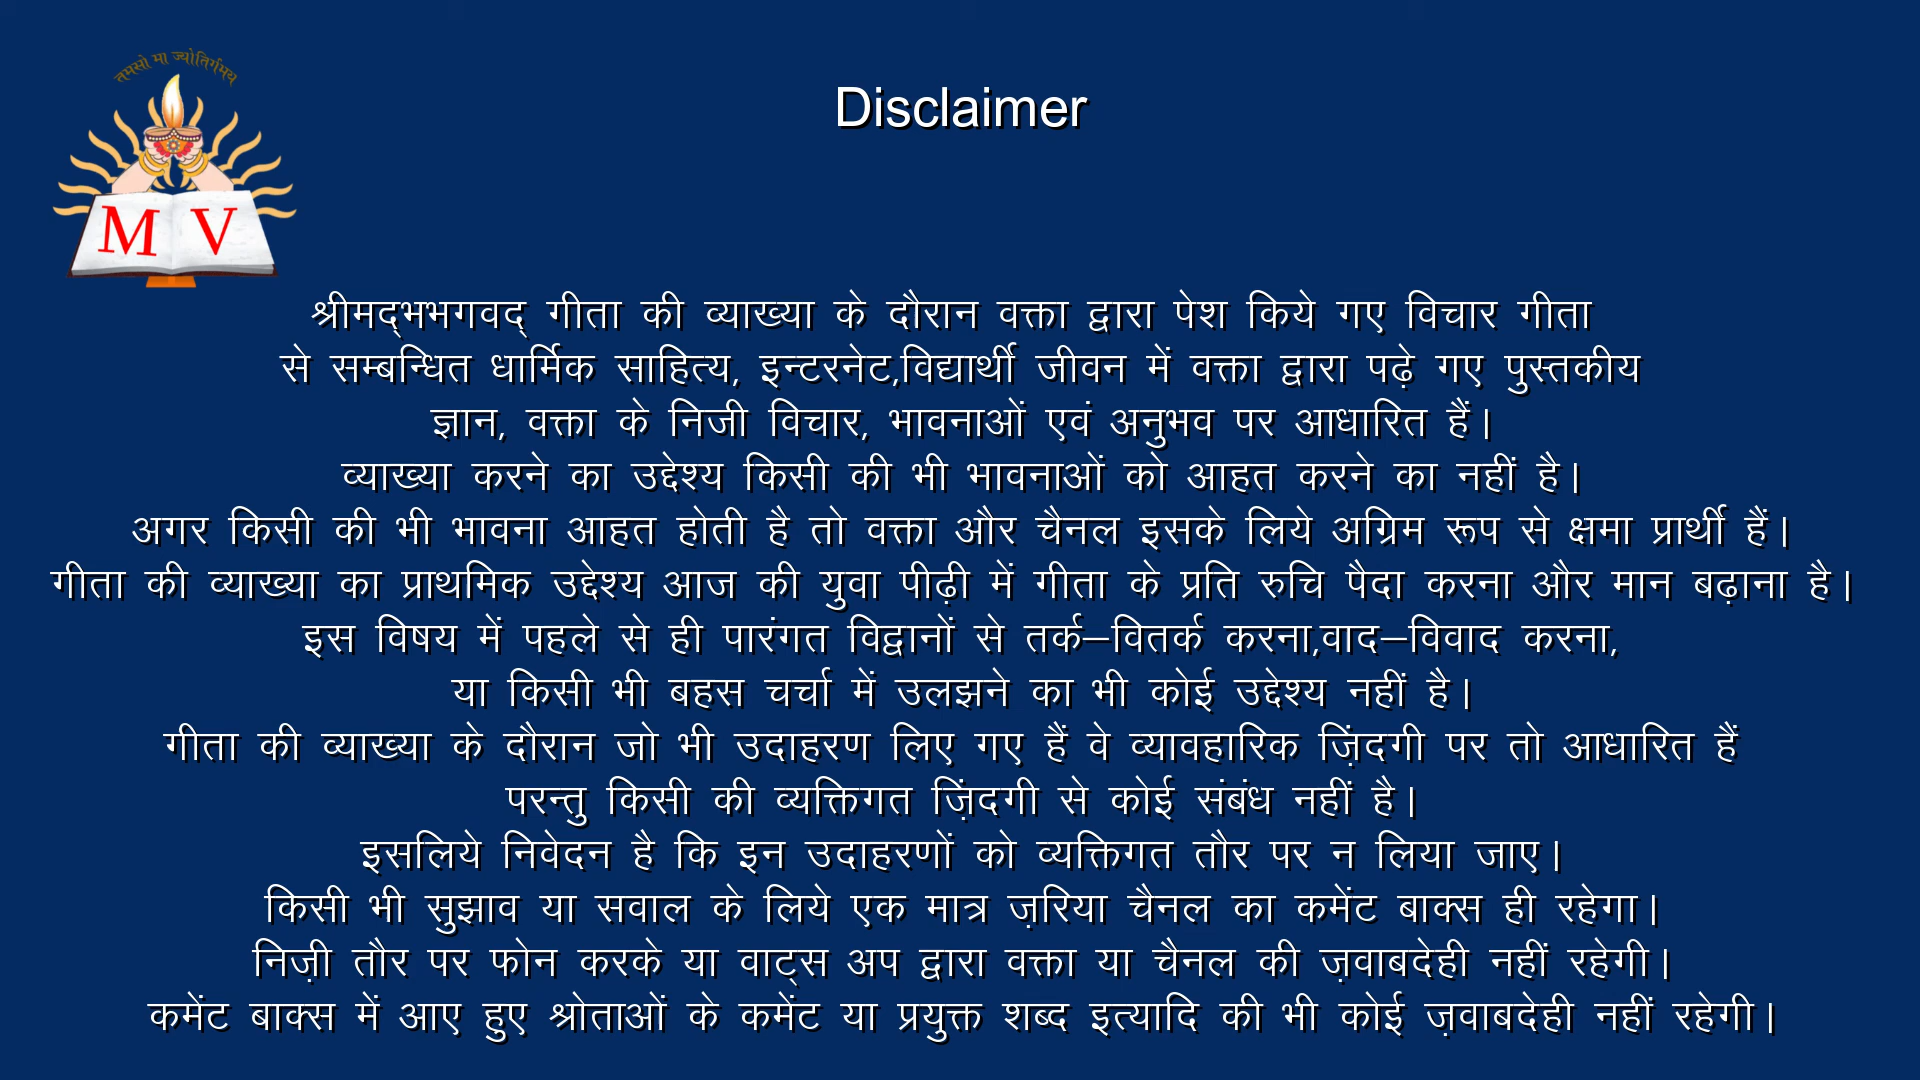 तमसो मा ज्योतिर्गमय
Disclaimer
M V
श्रीमद्भभगवद् गीता की व्याख्या के दौरान वक्ता द्वारा पेश किये गए विचार गीता
से सम्बन्धित धार्मिक साहित्य, इन्टरनेट,विद्यार्थी जीवन में वक्ता द्वारा पढ़े गए पुस्तकीय
ज्ञान, वक्ता के निजी विचार, भावनाओं एवं अनुभव पर आधारित हैं।
व्याख्या करने का उद्देश्य किसी की भी भावनाओं को आहत करने का नहीं है।
अगर किसी की भी भावना आहत होती है तो वक्ता और चैनल इसके लिये अग्रिम रूप से क्षमा प्रार्थी हैं।
गीता की व्याख्या का प्राथमिक उद्देश्य आज की युवा पीढ़ी में गीता के प्रति रुचि पैदा करना और मान बढ़ाना है।
इस विषय में पहले से ही पारंगत विद्वानों से तर्क–वितर्क करना,वाद–विवाद करना,
या किसी भी बहस चर्चा में उलझने का भी कोई उद्देश्य नहीं है।
गीता की व्याख्या के दौरान जो भी उदाहरण लिए गए हैं वे व्यावहारिक ज़िंदगी पर तो आधारित हैं
परन्तु किसी की व्यक्तिगत ज़िंदगी से कोई संबंध नहीं है।
इसलिये निवेदन है कि इन उदाहरणों को व्यक्तिगत तौर पर न लिया जाए।
किसी भी सुझाव या सवाल के लिये एक मात्र ज़रिया चैनल का कमेंट बाक्स ही रहेगा।
निज़ी तौर पर फोन करके या वाट्स अप द्वारा वक्ता या चैनल की ज़वाबदेही नहीं रहेगी।
कमेंट बाक्स में आए हुए श्रोताओं के कमेंट या प्रयुक्त शब्द इत्यादि की भी कोई ज़वाबदेही नहीं रहेगी।